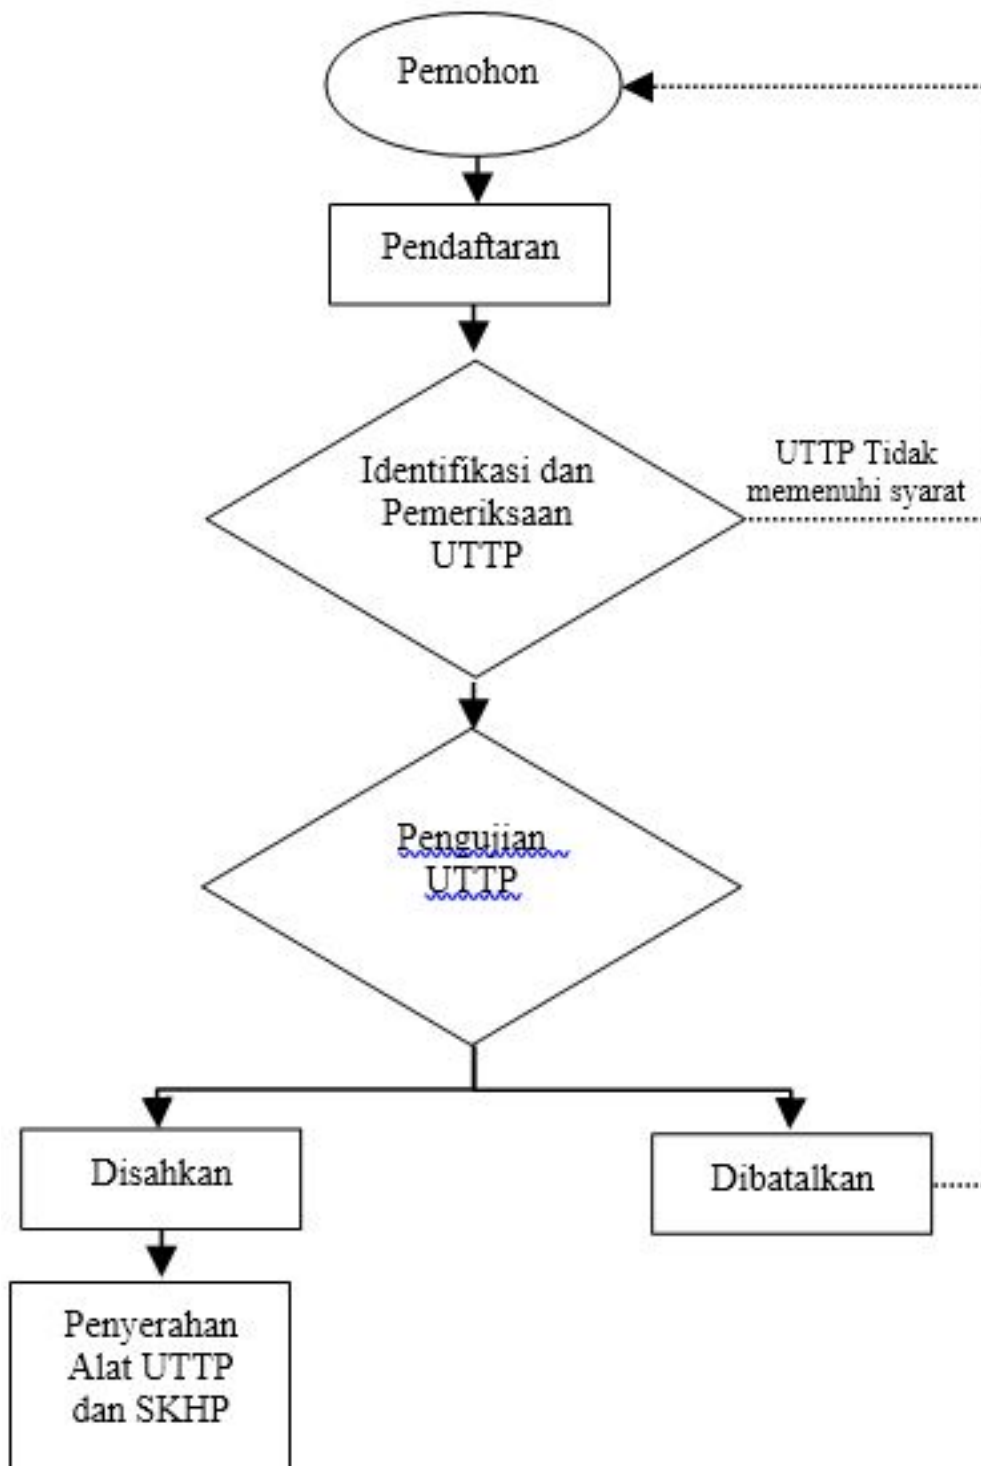 Pemohon
Pendaftaran
Identifikasi dan
Pemeriksaan
UTTP
UTTP Tidak
memenuhi syarat
Pengujian
UTTP
Disahkan
Dibatalkan
Penyerahan
Alat UTTP
dan SKHP